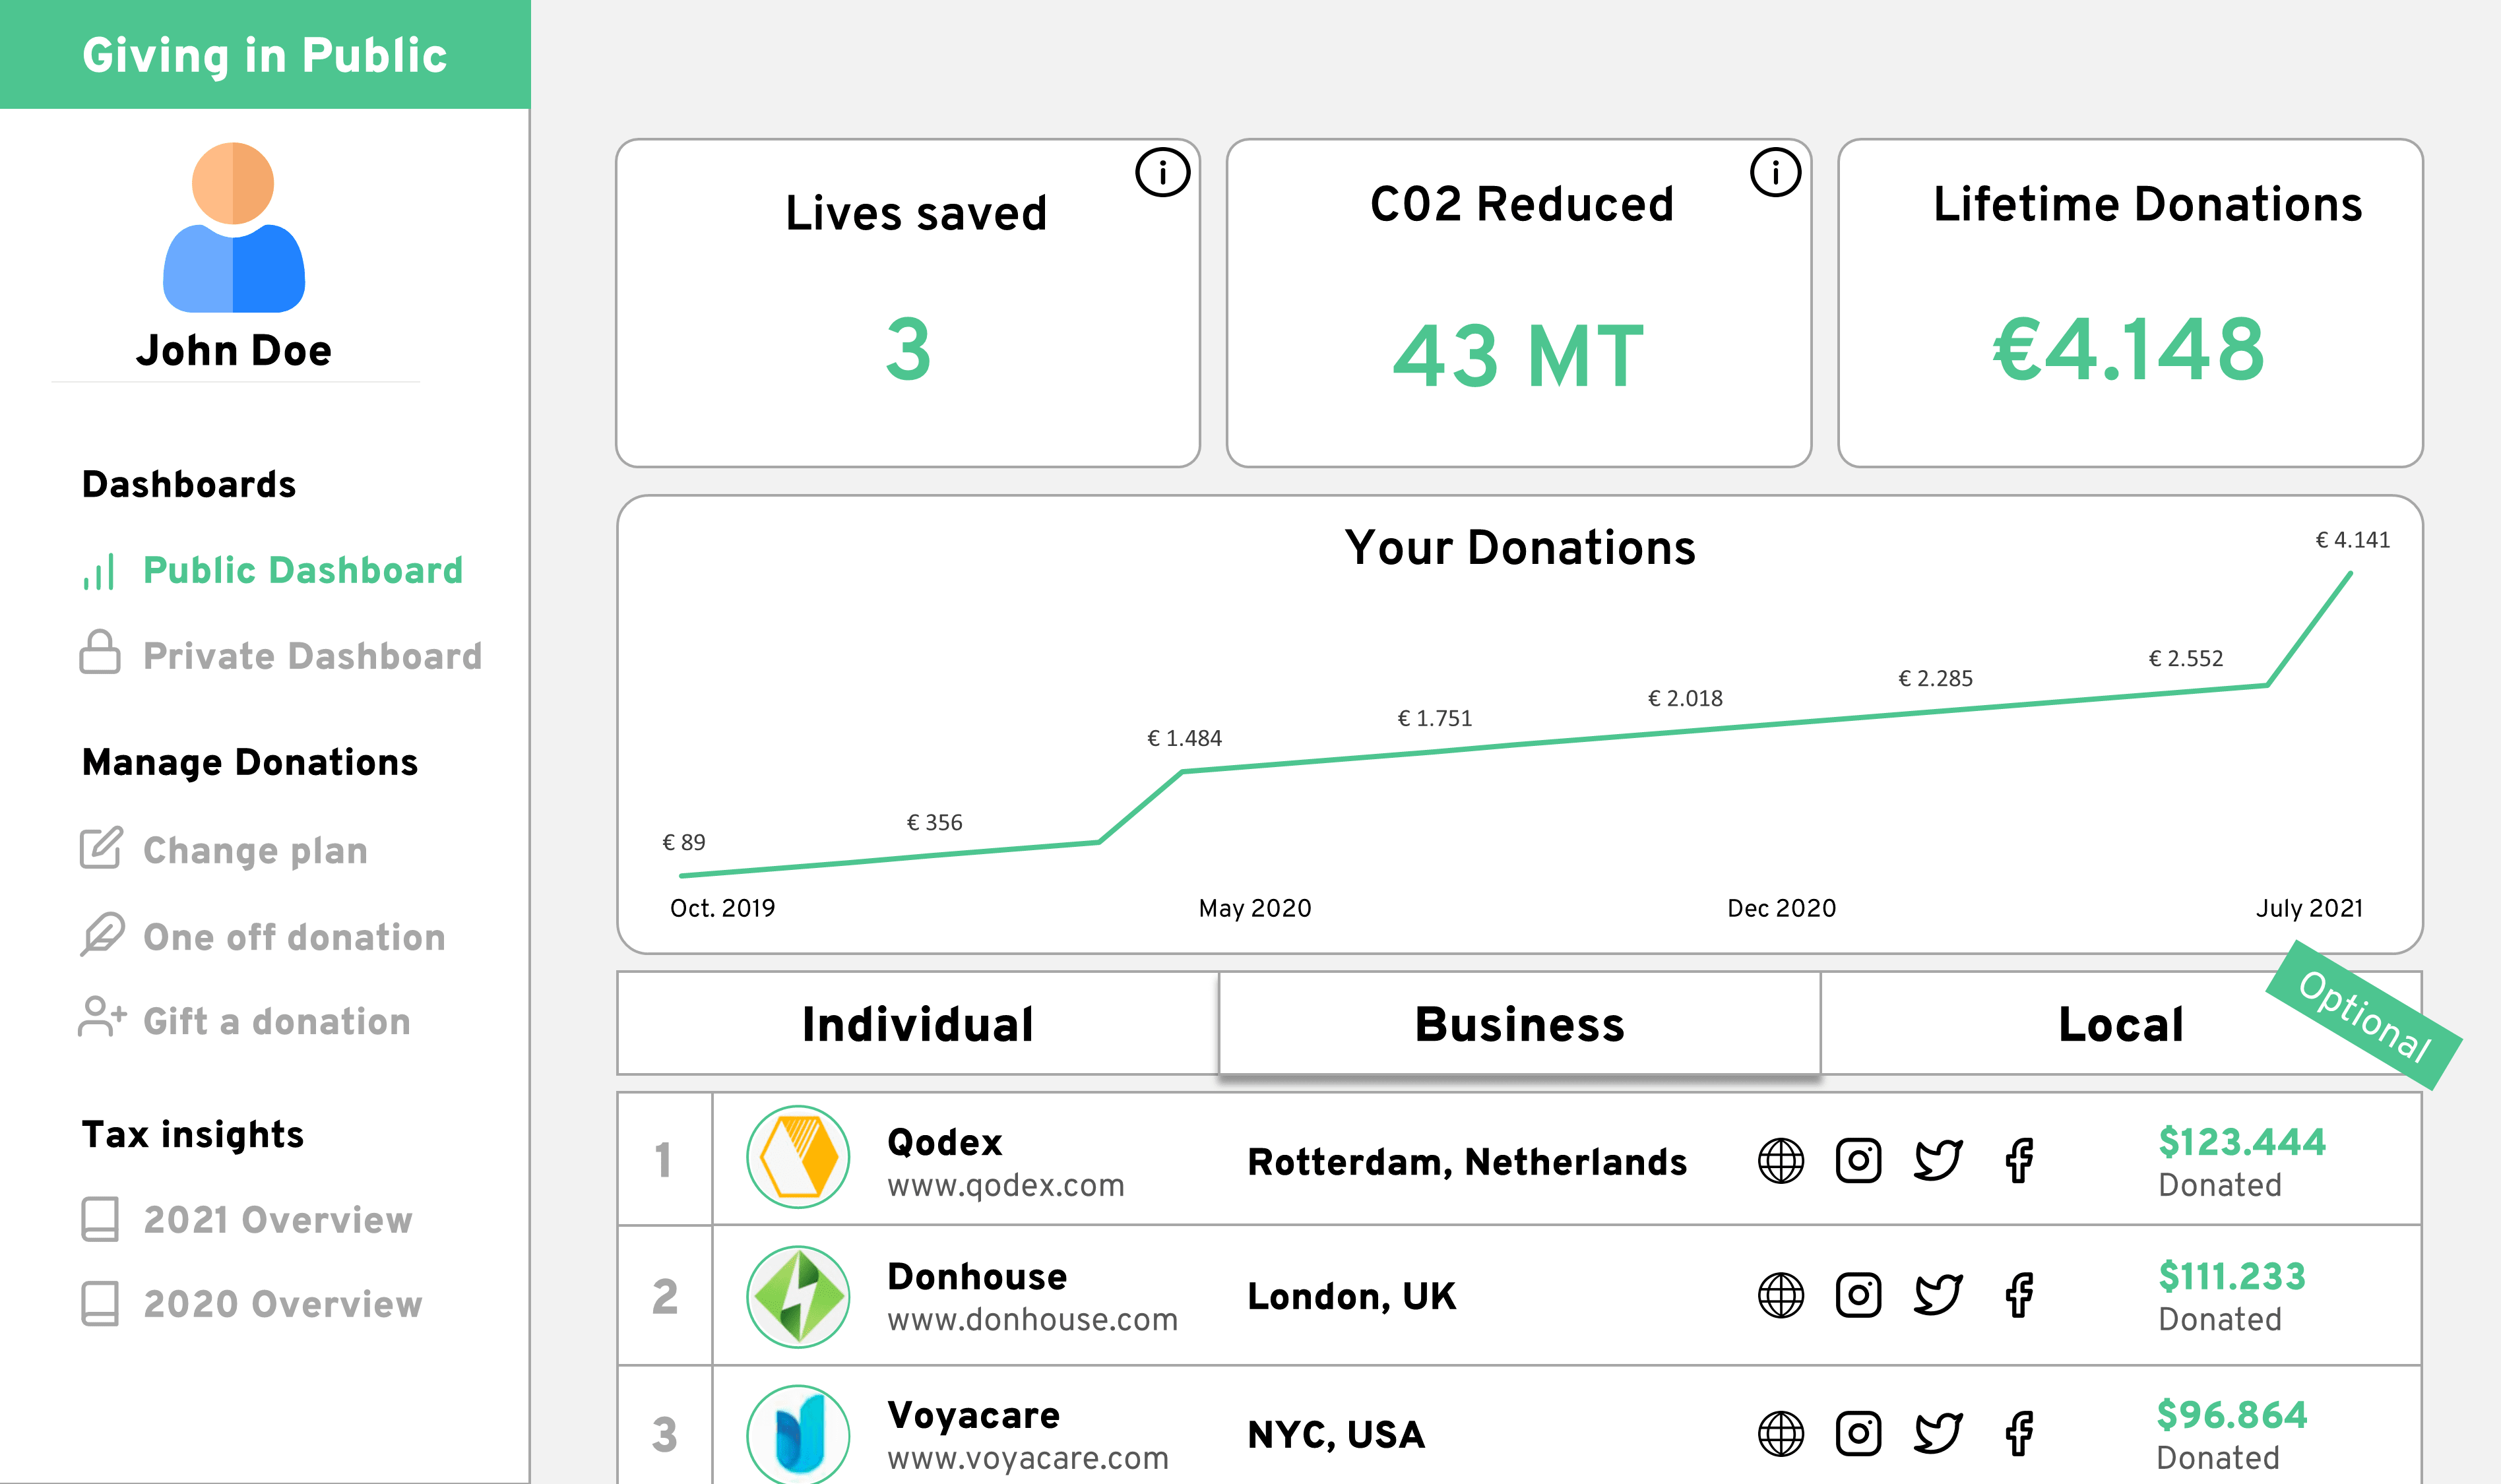 Giving in Public
John Doe
Dashboards
Public Dashboard
Private Dashboard
Manage Donations
Change plan
One off donation
Gift a donation
Tax insights
2021 Overview
2020 Overview
Lives saved
3
C02 Reduced
43 MT
Lifetime Donations
€4.148
Your Donations
€ 89
€ 356
€ 1.484
€ 1.751
€ 2.018
€ 2.285
€ 2.552
€ 4.141
Oct. 2019
May 2020
Dec 2020
July 2021
Individual
Business
Local
Optional
1
Qodex
www.qodex.com
Rotterdam, Netherlands
$123.444
Donated
2
Donhouse
www.donhouse.com
London, UK
$111.233
Donated
3
Voyacare
www.voyacare.com
NYC, USA
$96.864
Donated